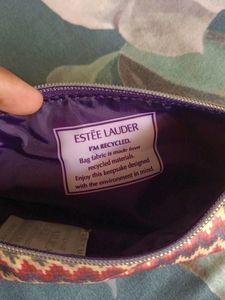 ESTĒE LAUDER
I'M RECYCLED.
Bag fabric is made from
recycled materials.
Enjoy this keepsake designed
with the environment in mind.